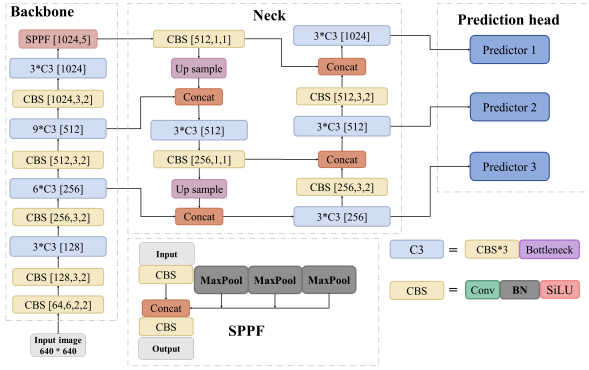 Backbone
SPPF [1024,5]
3*C3 [1024]
CBS [1024,3,2]
9*C3 [512]
CBS [512,3,2]
6*C3 [256]
CBS [256,3,2]
3*C3 [128]
CBS [128,3,2]
CBS [64,6,2,2]
Input image
640 * 640
Neck
CBS [512,1,1]
Up sample
Concat
3*C3 [512]
CBS [256,1,1]
Up sample
Concat
3*C3 [1024]
Concat
CBS [512,3,2]
3*C3 [512]
Concat
CBS [256,3,2]
3*C3 [256]
Prediction head
Predictor 1
Predictor 2
Predictor 3
Input
CBS
MaxPool MaxPool MaxPool
Concat
CBS
Output
SPPF
C3 = CBS*3 Bottleneck
CBS = Conv BN SiLU